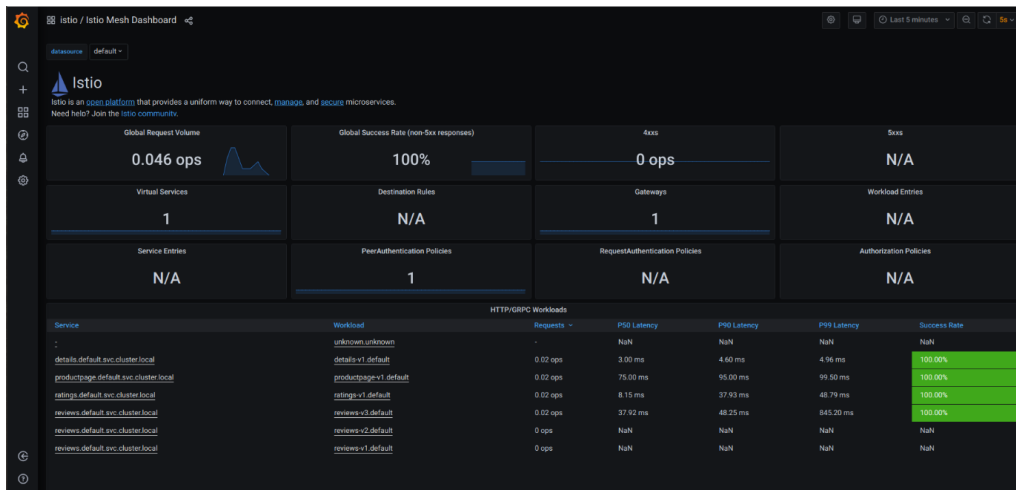 istio / Istio Mesh Dashboard
Last 5 minutes
5s
datasource default
Istio
Istio is an open platform that provides a uniform way to connect, manage, and secure microservices.
Need help? Join the Istio community.
Global Request Volume
0.046 ops
Global Success Rate (non-5xx responses)
100%
4xxs
0 ops
5xxs
N/A
Virtual Services
1
Destination Rules
N/A
Gateways
1
Workload Entries
N/A
Service Entries
N/A
PeerAuthentication Policies
1
RequestAuthentication Policies
N/A
Authorization Policies
N/A
HTTP/GRPC Workloads
Service Workload Requests P50 Latency P90 Latency P99 Latency Success Rate
- unknown.unknown - NaN NaN NaN NaN
details.default.svc.cluster.local details-v1.default 0.02 ops 3.00 ms 4.60 ms 4.96 ms 100.00%
productpage.default.svc.cluster.local productpage-v1.default 0.02 ops 75.00 ms 95.00 ms 99.50 ms 100.00%
ratings.default.svc.cluster.local ratings-v1.default 0.02 ops 8.15 ms 37.93 ms 48.79 ms 100.00%
reviews.default.svc.cluster.local reviews-v3.default 0.02 ops 37.92 ms 48.25 ms 845.20 ms 100.00%
reviews.default.svc.cluster.local reviews-v2.default 0 ops NaN NaN NaN NaN
reviews.default.svc.cluster.local reviews-v1.default 0 ops NaN NaN NaN NaN